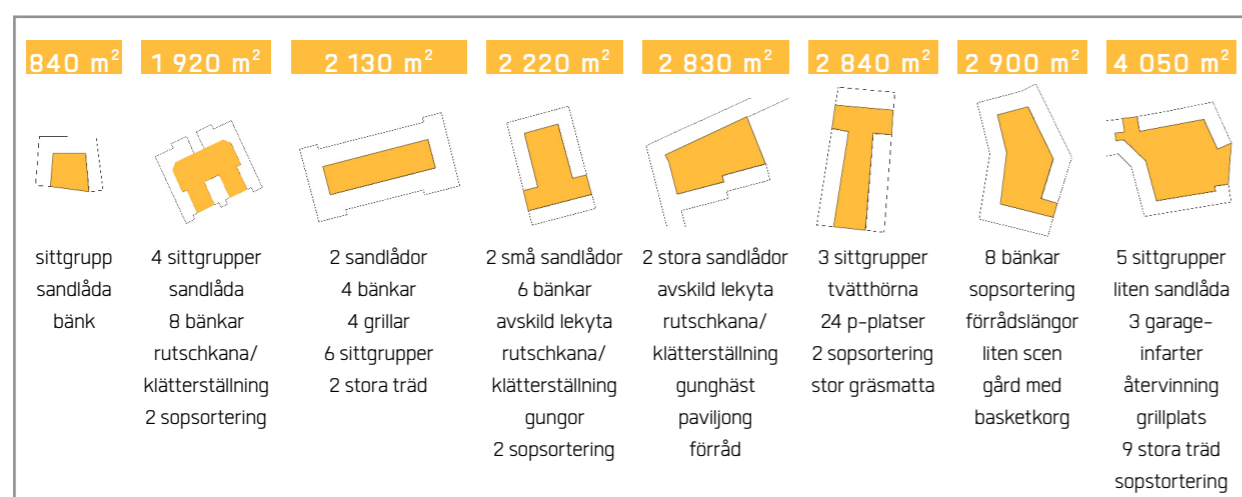 840 m²
1 920 m²
2 130 m²
2 220 m²
2 830 m²
2 840 m²
2 900 m²
4 050 m²
sittgrupp
sandlåda
bänk
4 sittgrupper
sandlåda
8 bänkar
rutschkana/
klätterställning
2 sopsortering
2 sandlådor
4 bänkar
4 grillar
6 sittgrupper
2 stora träd
2 små sandlådor
6 bänkar
avskild lekyta
rutschkana/
klätterställning
gungor
2 sopsortering
2 stora sandlådor
avskild lekyta
rutschkana/
klätterställning
gunghäst
paviljong
förråd
3 sittgrupper
tvätthörna
24 p-platser
2 sopsortering
stor gräsmatta
8 bänkar
sopsortering
förrådslängor
liten scen
gård med
basketkorg
5 sittgrupper
liten sandlåda
3 garage-
infarter
återvinning
grillplats
9 stora träd
sopstortering